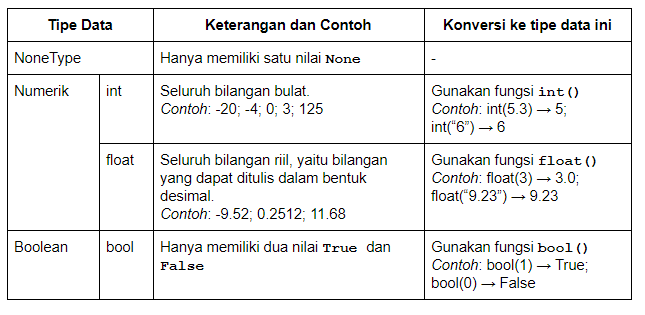 Tipe Data
Keterangan dan Contoh
Konversi ke tipe data ini
NoneType
Hanya memiliki satu nilai None
-
Numerik
int
Seluruh bilangan bulat.
Contoh: -20; -4; 0; 3; 125
Gunakan fungsi int()
Contoh: int(5.3) → 5;
int(“6”) → 6
float
Seluruh bilangan riil, yaitu bilangan
yang dapat ditulis dalam bentuk
desimal.
Contoh: -9.52; 0.2512; 11.68
Gunakan fungsi float()
Contoh: float(3) → 3.0;
float(“9.23”) → 9.23
Boolean
bool
Hanya memiliki dua nilai True dan
False
Gunakan fungsi bool()
Contoh: bool(1) → True;
bool(0) → False